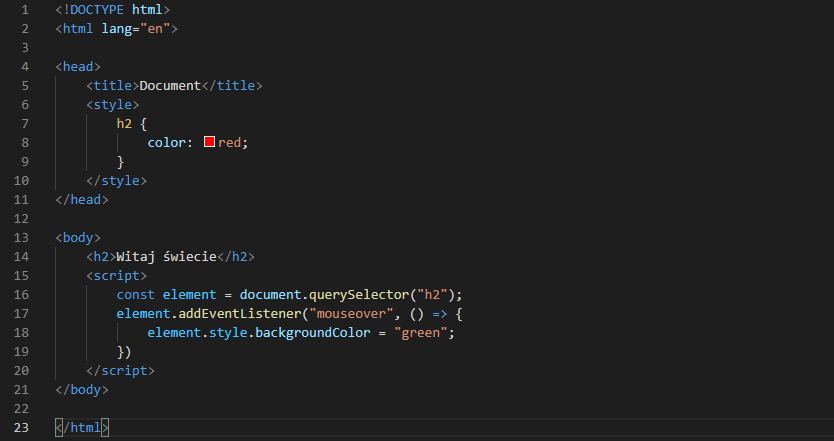 1 <!DOCTYPE html>
2 <html lang="en">
3
4 <head>
5     <title>Document</title>
6     <style>
7         h2 {
8             color: red;
9         }
10     </style>
11 </head>
12
13 <body>
14     <h2>Witaj świecie</h2>
15     <script>
16         const element = document.querySelector("h2");
17         element.addEventListener("mouseover", () => {
18             element.style.backgroundColor = "green";
19         })
20     </script>
21 </body>
22
23 </html>